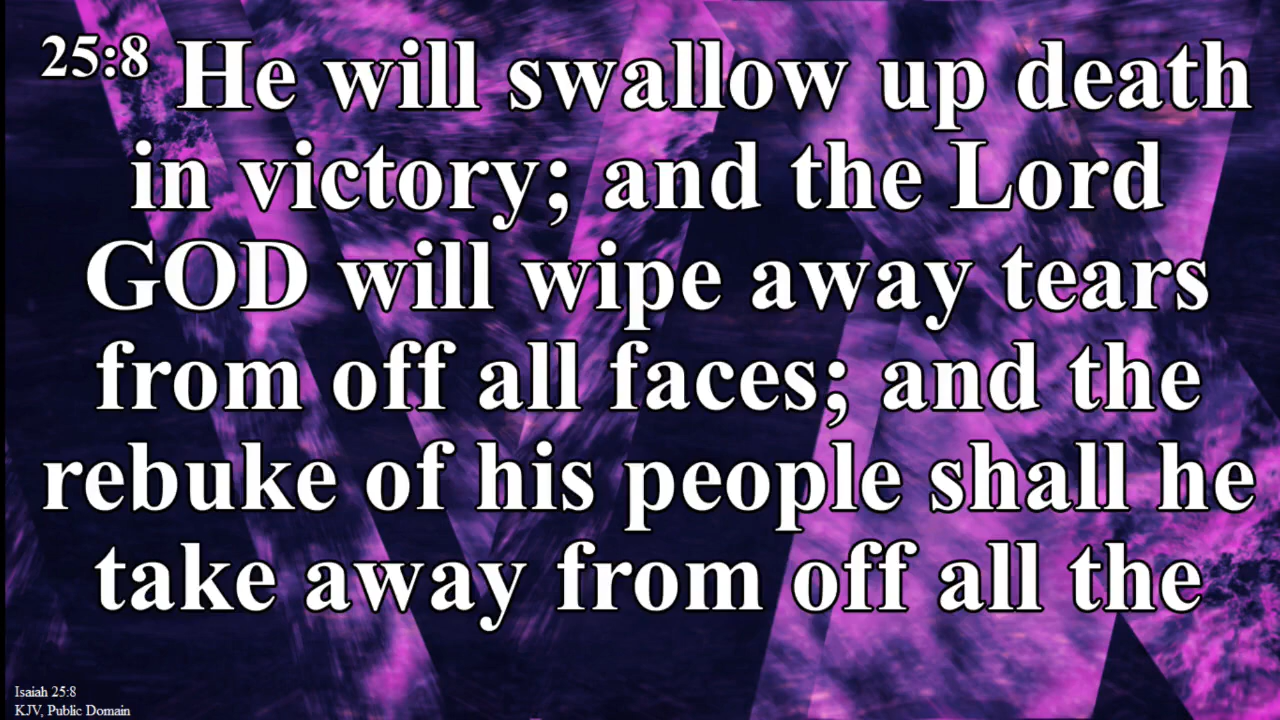 25:8 He will swallow up death
in victory; and the Lord
GOD will wipe away tears
from off all faces; and the
rebuke of his people shall he
take away from off all the
Isaiah 25:8
KJV, Public Domain